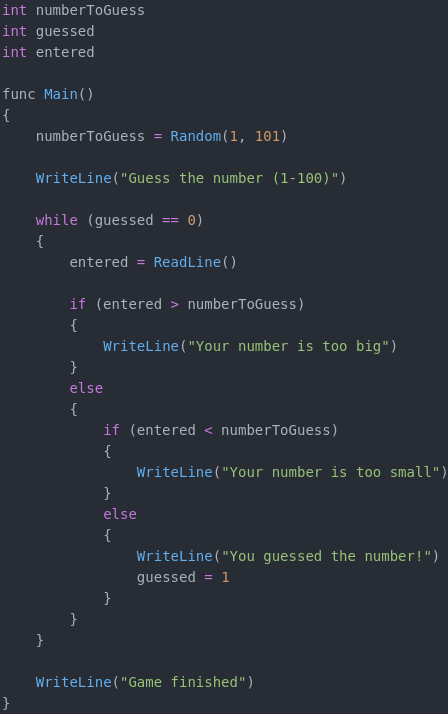 int numberToGuess
int guessed
int entered

func Main()
{
    numberToGuess = Random(1, 101)

    WriteLine("Guess the number (1-100)")

    while (guessed == 0)
    {
        entered = ReadLine()

        if (entered > numberToGuess)
        {
            WriteLine("Your number is too big")
        }
        else
        {
            if (entered < numberToGuess)
            {
                WriteLine("Your number is too small")
            }
            else
            {
                WriteLine("You guessed the number!")
                guessed = 1
            }
        }
    }

    WriteLine("Game finished")
}